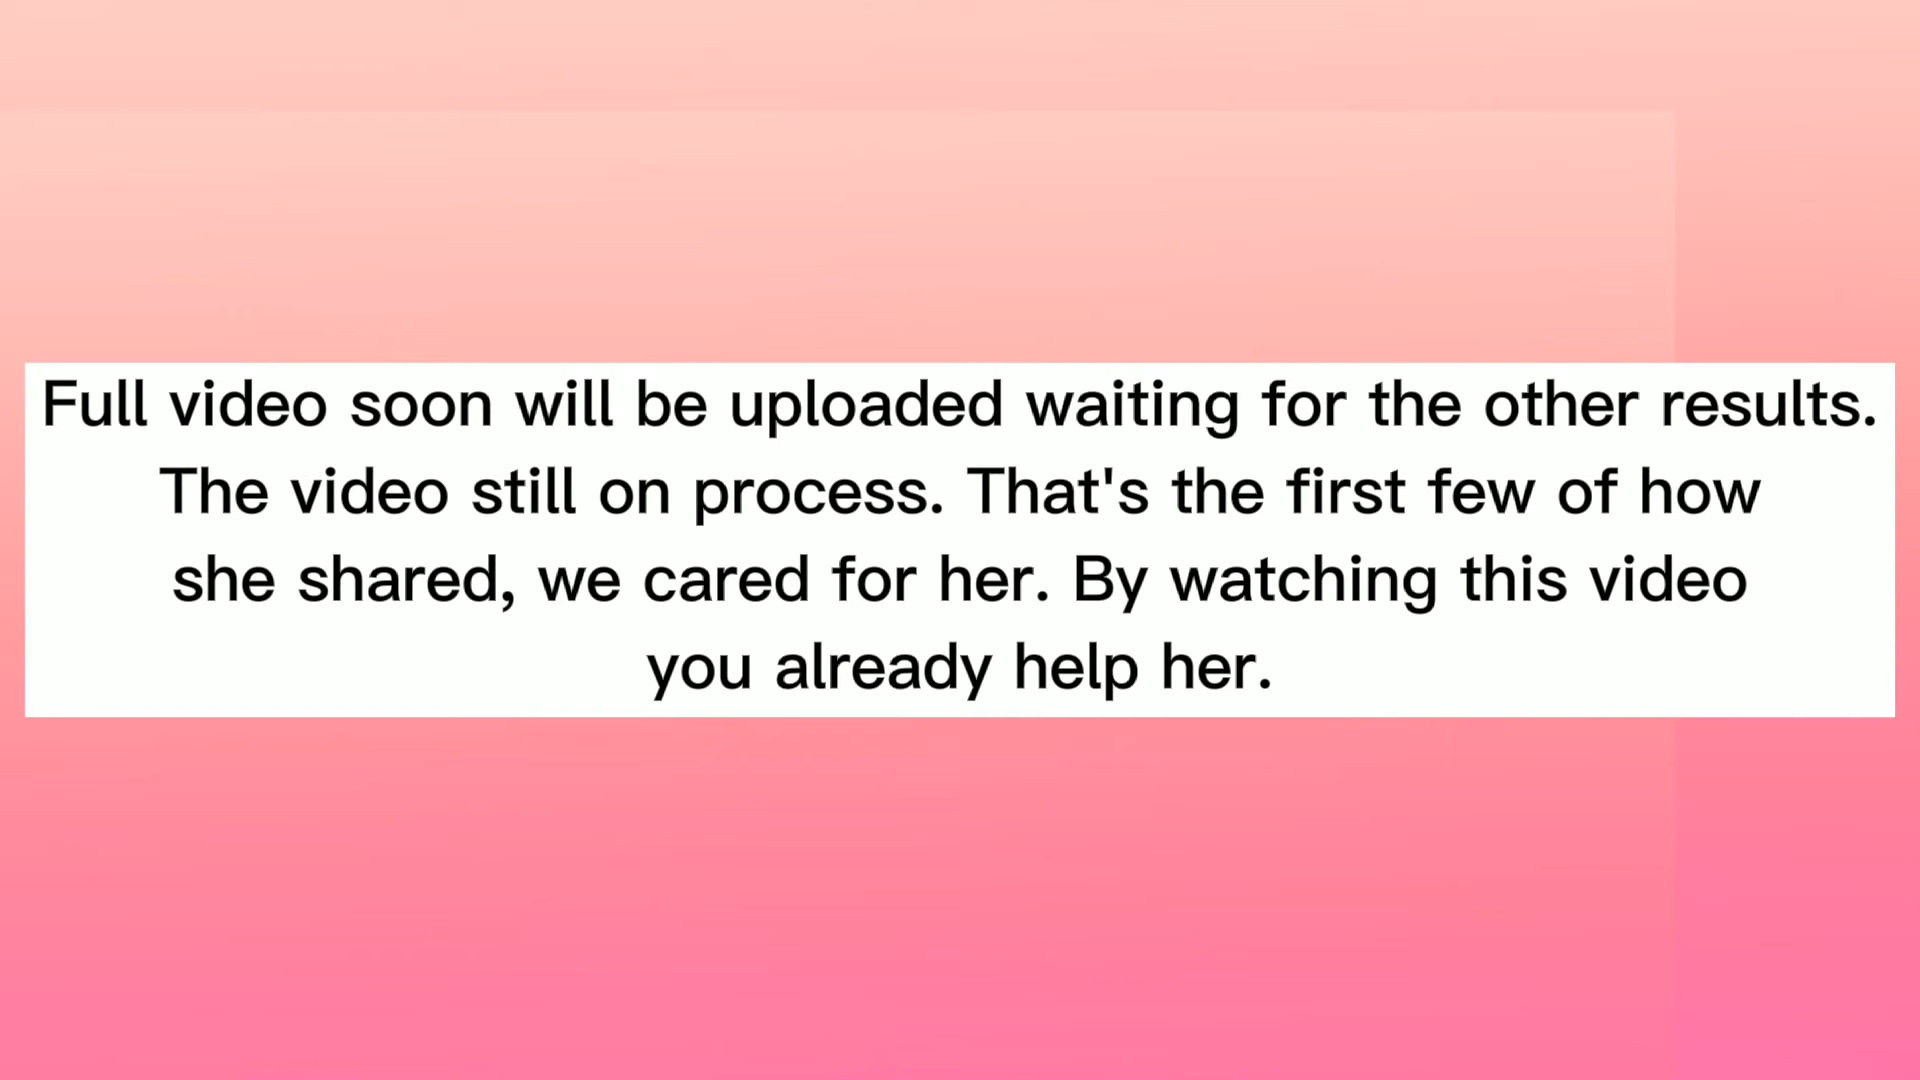 Full video soon will be uploaded waiting for the other results.
The video still on process. That's the first few of how
she shared, we cared for her. By watching this video
you already help her.